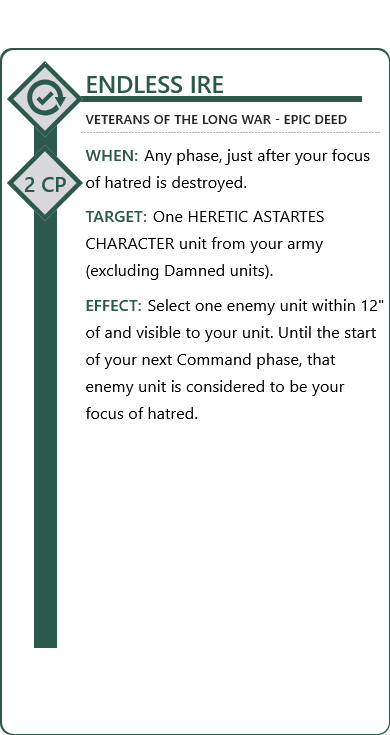 ENDLESS IRE
VETERANS OF THE LONG WAR - EPIC DEED
WHEN: Any phase, just after your focus
2 CP
of hatred is destroyed.
TARGET: One HERETIC ASTARTES
CHARACTER unit from your army
(excluding Damned units).
EFFECT: Select one enemy unit within 12"
of and visible to your unit. Until the start
of your next Command phase, that
enemy unit is considered to be your
focus of hatred.